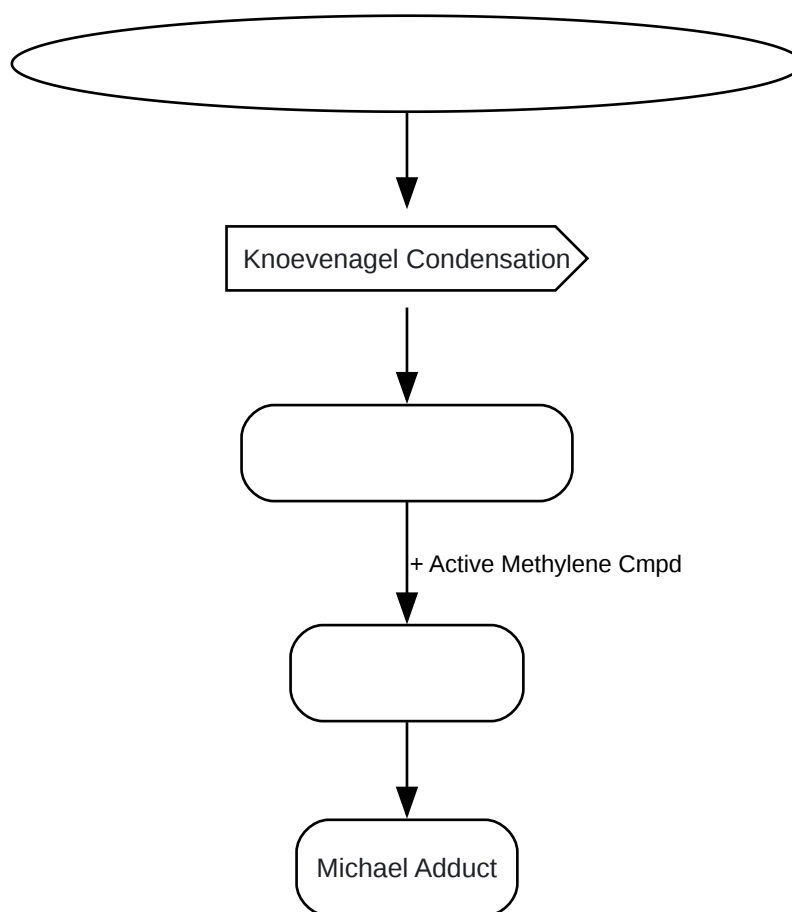 Knoevenagel Condensation
+ Active Methylene Cmpd
Michael Adduct